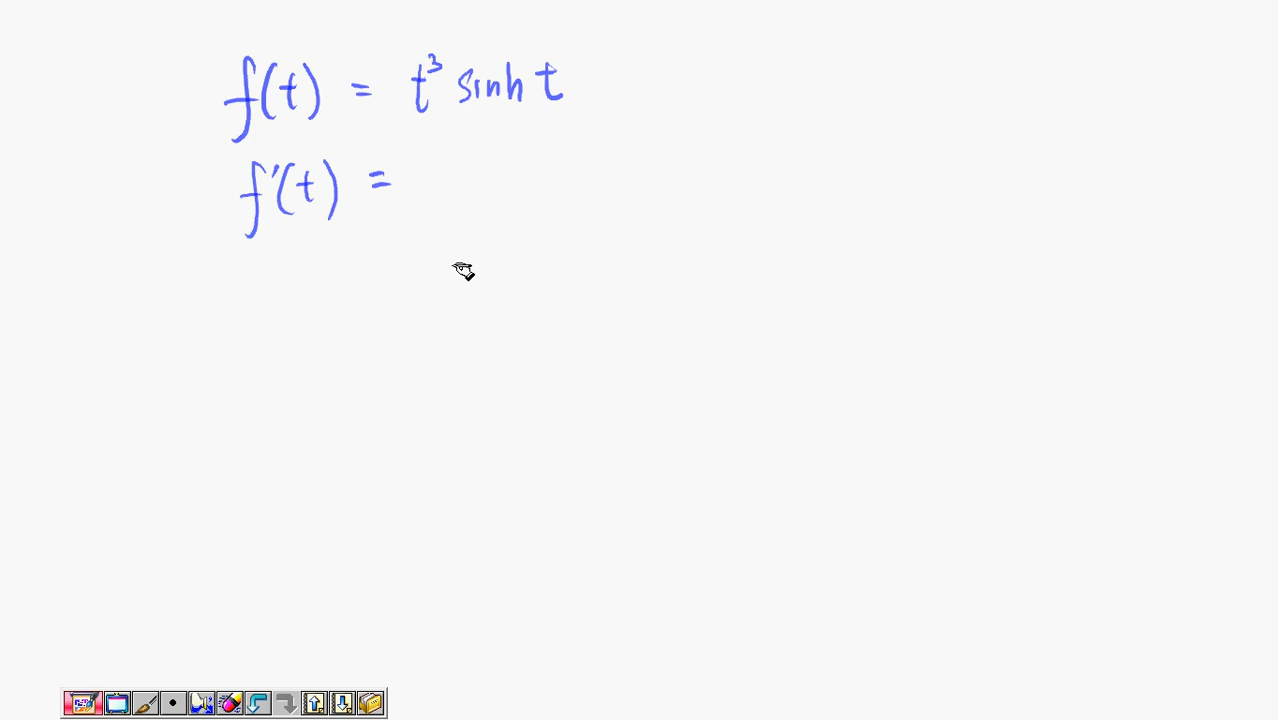 f(t) = t³ sinh t
f'(t) =